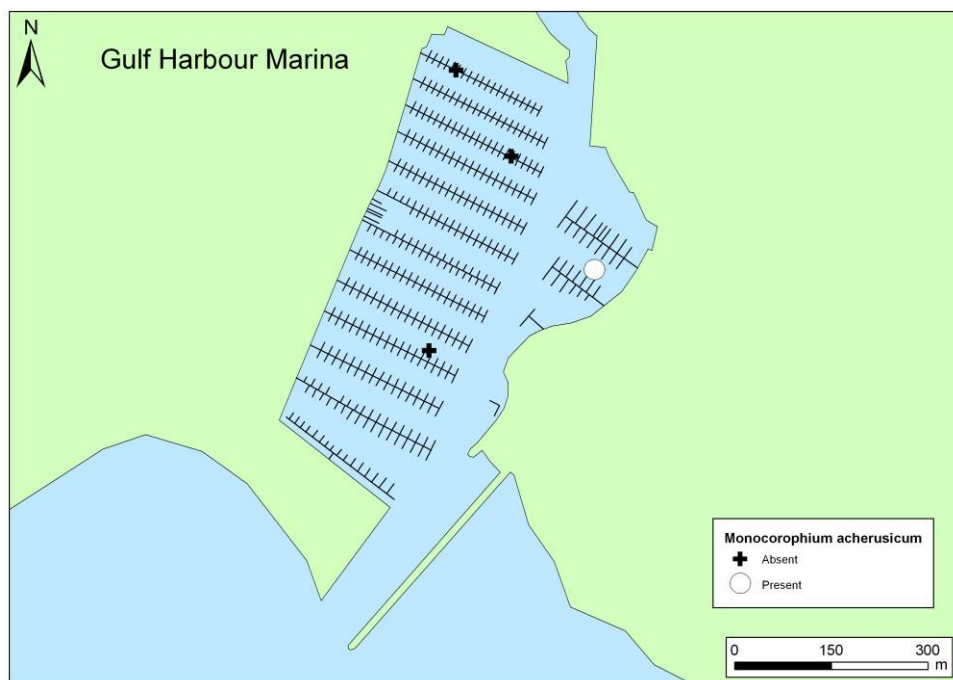 N
Gulf Harbour Marina
Monocorophium acherusicum
Absent
Present
0 150 300
m